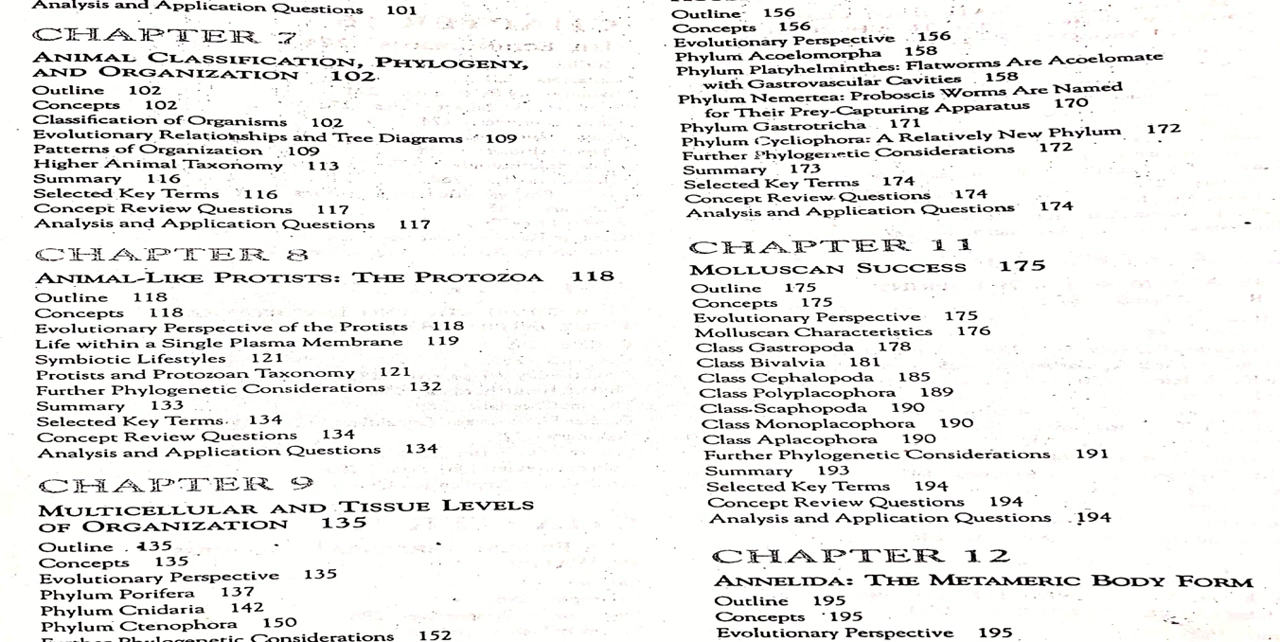 Analysis and Application Questions 101
CHAPTER 7
ANIMAL CLASSIFICATION, PHYLOGENY,
AND ORGANIZATION 102
Outline 102
Concepts 102
Classification of Organisms 102
Evolutionary Relationships and Tree Diagrams 109
Patterns of Organization 109
Higher Animal Taxonomy 113
Summary 116
Selected Key Terms 116
Concept Review Questions 117
Analysis and Application Questions 117
CHAPTER 8
ANIMAL-LIKE PROTISTS: THE PROTOZOA 118
Outline 118
Concepts 118
Evolutionary Perspective of the Protists 118
Life within a Single Plasma Membrane 119
Symbiotic Lifestyles 121
Protists and Protozoan Taxonomy 121
Further Phylogenetic Considerations 132
Summary 133
Selected Key Terms 134
Concept Review Questions 134
Analysis and Application Questions 134
CHAPTER 9
MULTICELLULAR AND TISSUE LEVELS
OF ORGANIZATION 135
Outline 135
Concepts 135
Evolutionary Perspective 135
Phylum Porifera 137
Phylum Cnidaria 142
Phylum Ctenophora 150
Further Phylogenetic Considerations 152
Outline 156
Concepts 156
Evolutionary Perspective 156
Phylum Acoelomorpha 158
Phylum Platyhelminthes: Flatworms Are Acoelomate
with Gastrovascular Cavities 158
Phylum Nemertea: Proboscis Worms Are Named
for Their Prey-Capturing Apparatus 170
Phylum Gastrotricha 171
Phylum Cycliophora: A Relatively New Phylum 172
Further Phylogenetic Considerations 172
Summary 173
Selected Key Terms 174
Concept Review Questions 174
Analysis and Application Questions 174
CHAPTER 11
MOLLUSCAN SUCCESS 175
Outline 175
Concepts 175
Evolutionary Perspective 175
Molluscan Characteristics 176
Class Gastropoda 178
Class Bivalvia 181
Class Cephalopoda 185
Class Polyplacophora 189
Class Scaphopoda 190
Class Monoplacophora 190
Class Aplacophora 190
Further Phylogenetic Considerations 191
Summary 193
Selected Key Terms 194
Concept Review Questions 194
Analysis and Application Questions 194
CHAPTER 12
ANNELIDA: THE METAMERIC BODY FORM
Outline 195
Concepts 195
Evolutionary Perspective 195